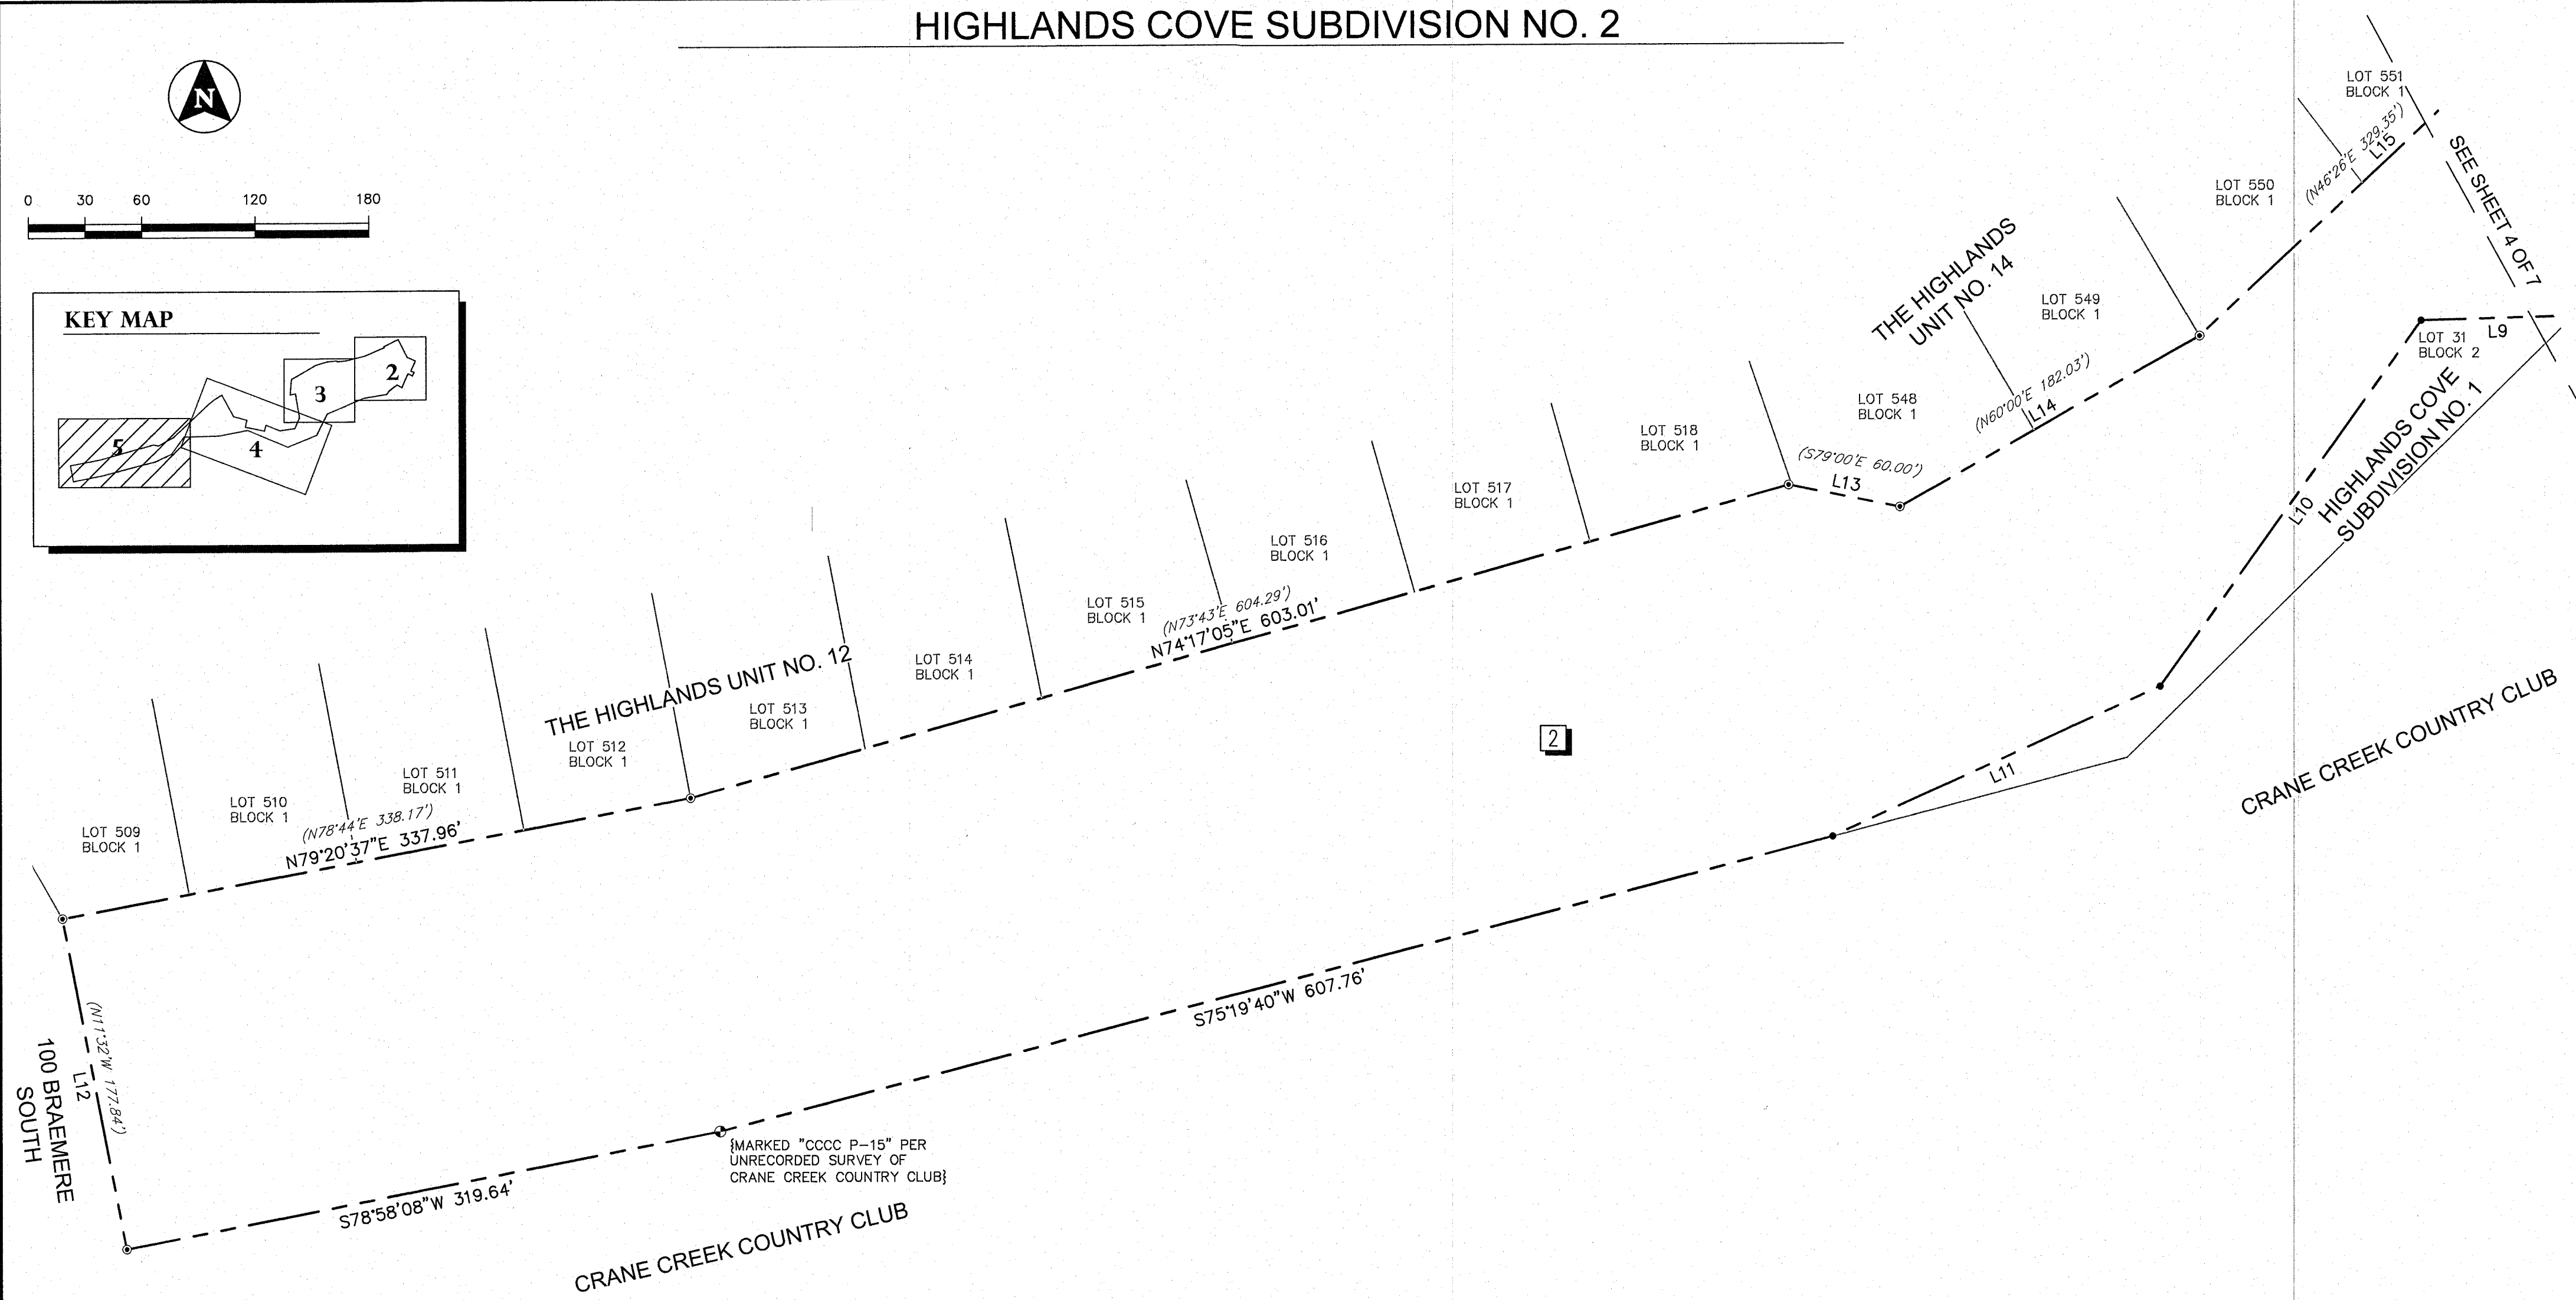 HIGHLANDS COVE SUBDIVISION NO. 2
N
0 30 60 120 180
KEY MAP
2
3
4
5
LOT 551
BLOCK 1
(N46°26'E 329.35')
L15
SEE SHEET 4 OF 7
LOT 550
BLOCK 1
THE HIGHLANDS
UNIT NO. 14
LOT 549
BLOCK 1
(N60°00'E 182.03')
L14
LOT 548
BLOCK 1
(S79°00'E 60.00')
L13
L9
LOT 31
BLOCK 2
HIGHLANDS COVE
SUBDIVISION NO. 1
L10
LOT 518
BLOCK 1
LOT 517
BLOCK 1
LOT 516
BLOCK 1
LOT 515
BLOCK 1
(N73°43'E 604.29')
N74°17'05"E 603.01'
LOT 514
BLOCK 1
THE HIGHLANDS UNIT NO. 12
LOT 513
BLOCK 1
LOT 512
BLOCK 1
LOT 511
BLOCK 1
LOT 510
BLOCK 1
(N78°44'E 338.17')
N79°20'37"E 337.96'
LOT 509
BLOCK 1
2
L11
CRANE CREEK COUNTRY CLUB
S75°19'40"W 607.76'
(N11°32'W 177.84')
L12
100 BRAEMERE
SOUTH
{MARKED "CCCC P-15" PER
UNRECORDED SURVEY OF
CRANE CREEK COUNTRY CLUB}
S78°58'08"W 319.64'
CRANE CREEK COUNTRY CLUB